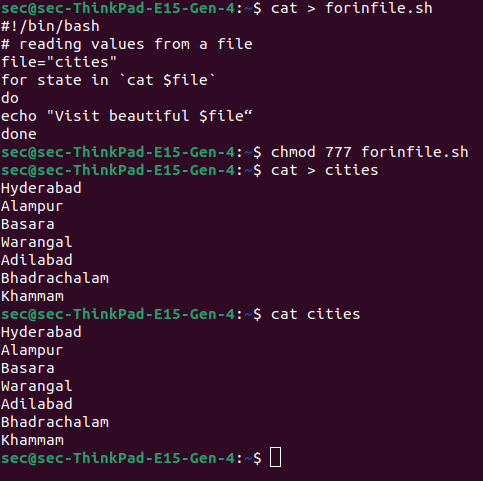 sec@sec-ThinkPad-E15-Gen-4:~$ cat > forinfile.sh
#!/bin/bash
# reading values from a file
file="cities"
for state in `cat $file`
do
echo "Visit beautiful $file“
done
sec@sec-ThinkPad-E15-Gen-4:~$ chmod 777 forinfile.sh
sec@sec-ThinkPad-E15-Gen-4:~$ cat > cities
Hyderabad
Alampur
Basara
Warangal
Adilabad
Bhadrachalam
Khammam
sec@sec-ThinkPad-E15-Gen-4:~$ cat cities
Hyderabad
Alampur
Basara
Warangal
Adilabad
Bhadrachalam
Khammam
sec@sec-ThinkPad-E15-Gen-4:~$